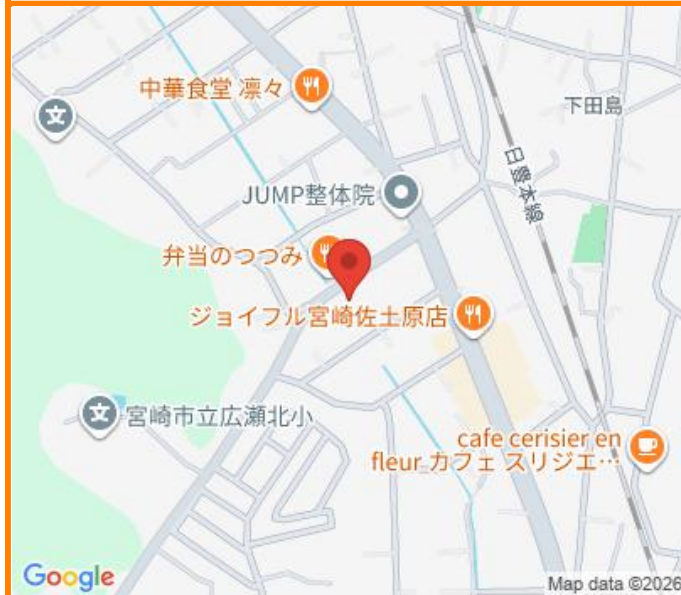 中華食堂 凛々
文
下田島
日豊本線
JUMP整体院
弁当のつつみ
ジョイフル宮崎佐土原店
文
宮崎市立広瀬北小
cafe cerisier en
fleur カフェ スリジエ…
Google
Map data ©2026